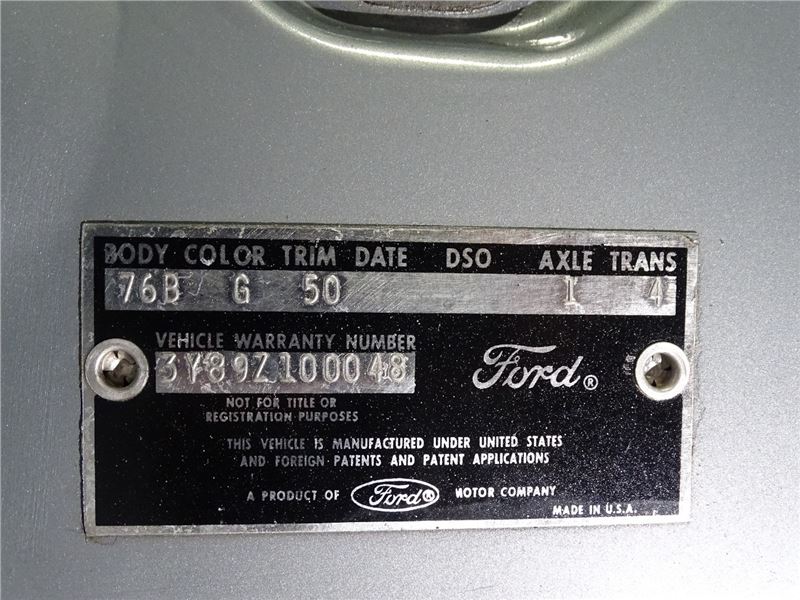 BODY COLOR TRIM DATE DSO AXLE TRANS
76B G 50 1 4
VEHICLE WARRANTY NUMBER
3Y89Z100048
Ford®
NOT FOR TITLE OR
REGISTRATION PURPOSES
THIS VEHICLE IS MANUFACTURED UNDER UNITED STATES
AND FOREIGN PATENTS AND PATENT APPLICATIONS
A PRODUCT OF Ford® MOTOR COMPANY
MADE IN U.S.A.